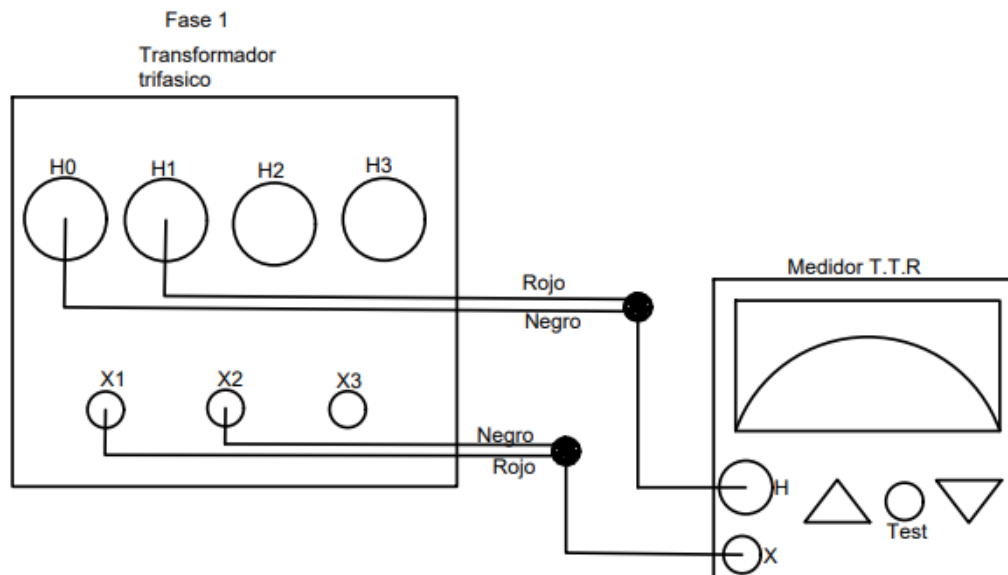 Fase 1
Transformador
trifasico
H0
H1
H2
H3
Rojo
Negro
Medidor T.T.R
X1
X2
X3
Negro
Rojo
H
Test
X